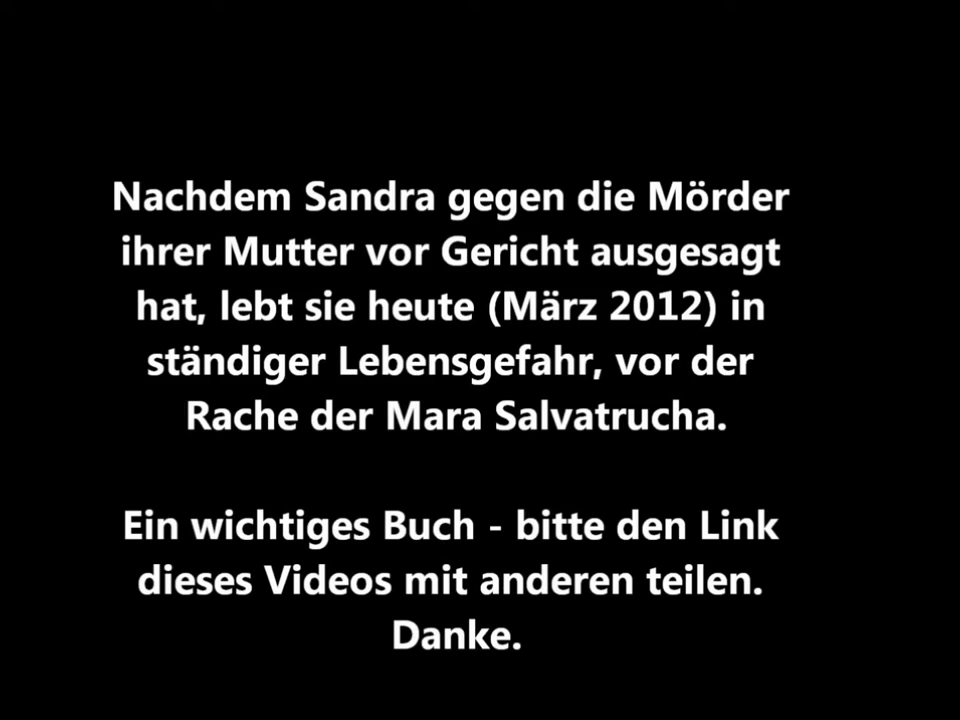 Nachdem Sandra gegen die Mörder
ihrer Mutter vor Gericht ausgesagt
hat, lebt sie heute (März 2012) in
ständiger Lebensgefahr, vor der
Rache der Mara Salvatrucha.
Ein wichtiges Buch - bitte den Link
dieses Videos mit anderen teilen.
Danke.